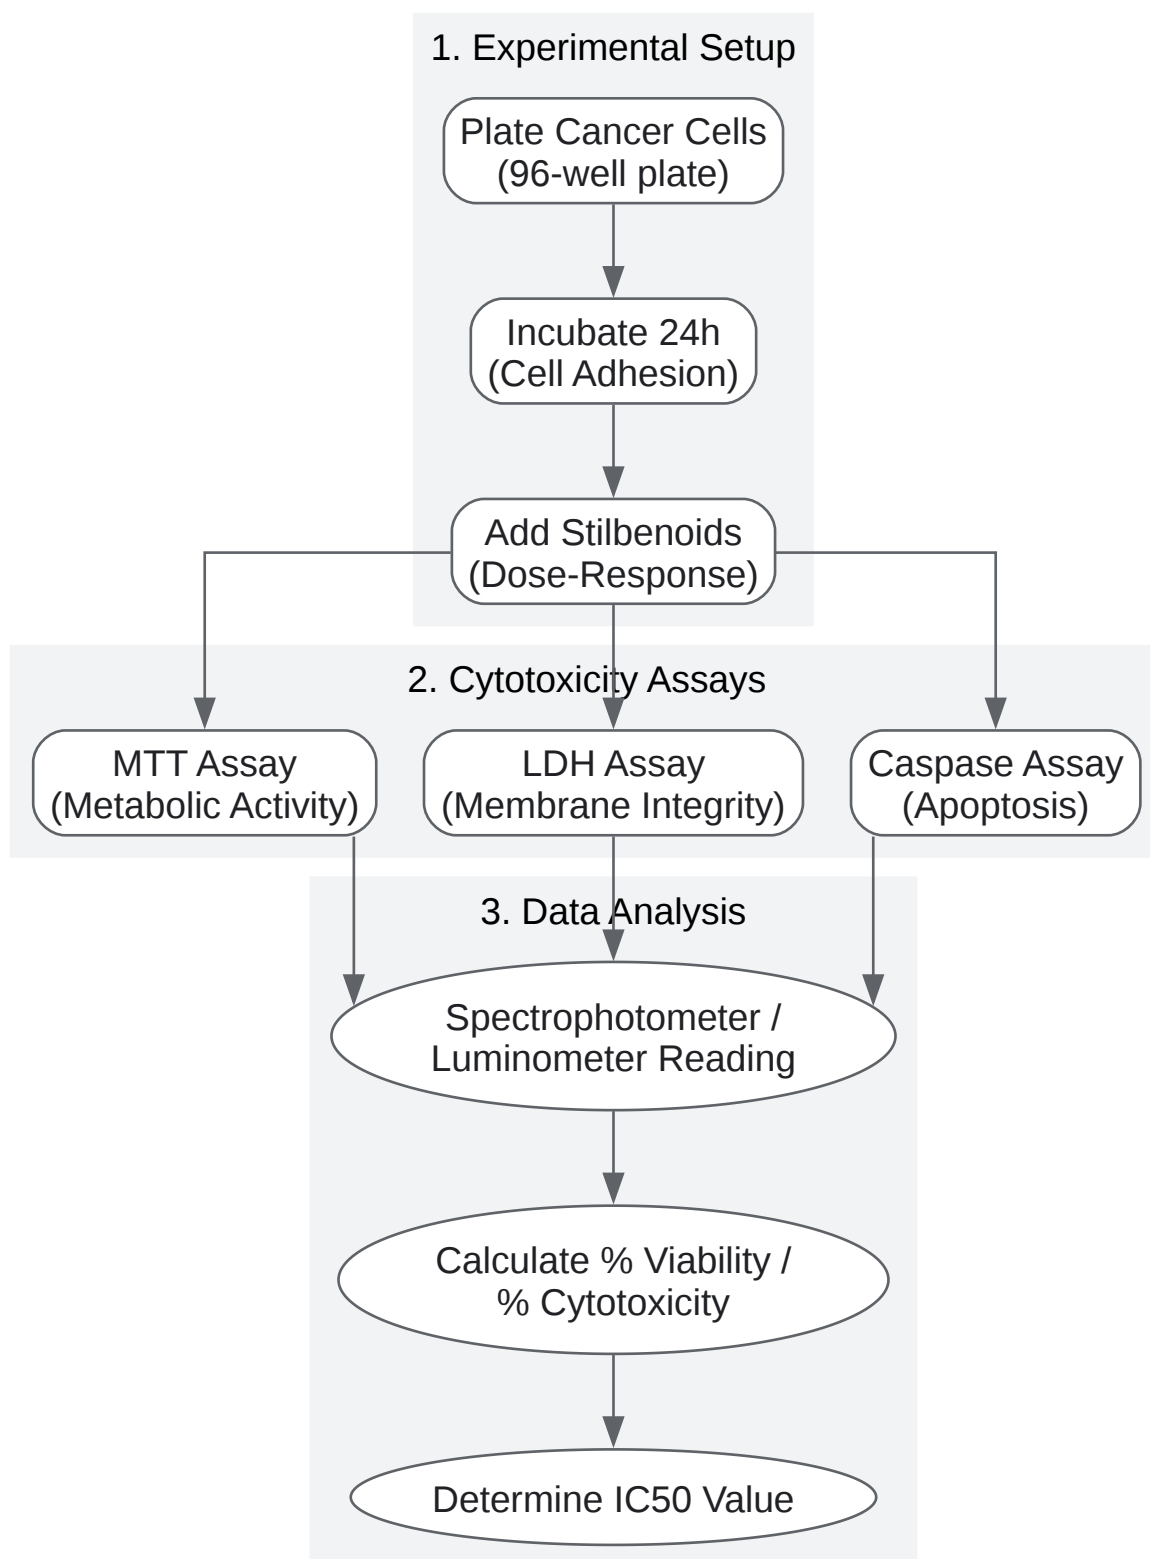 1. Experimental Setup
Plate Cancer Cells
(96-well plate)
Incubate 24h
(Cell Adhesion)
Add Stilbenoids
(Dose-Response)
2. Cytotoxicity Assays
MTT Assay
(Metabolic Activity)
LDH Assay
(Membrane Integrity)
Caspase Assay
(Apoptosis)
3. Data Analysis
Spectrophotometer /
Luminometer Reading
Calculate % Viability /
% Cytotoxicity
Determine IC50 Value